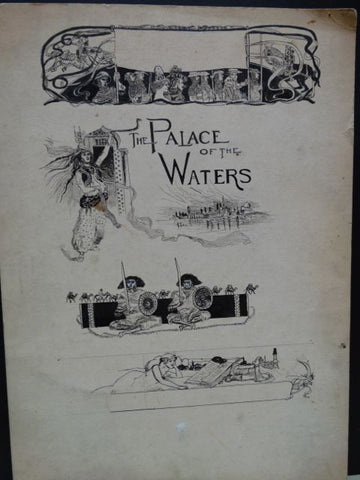 THE PALACE
OF THE
WATERS